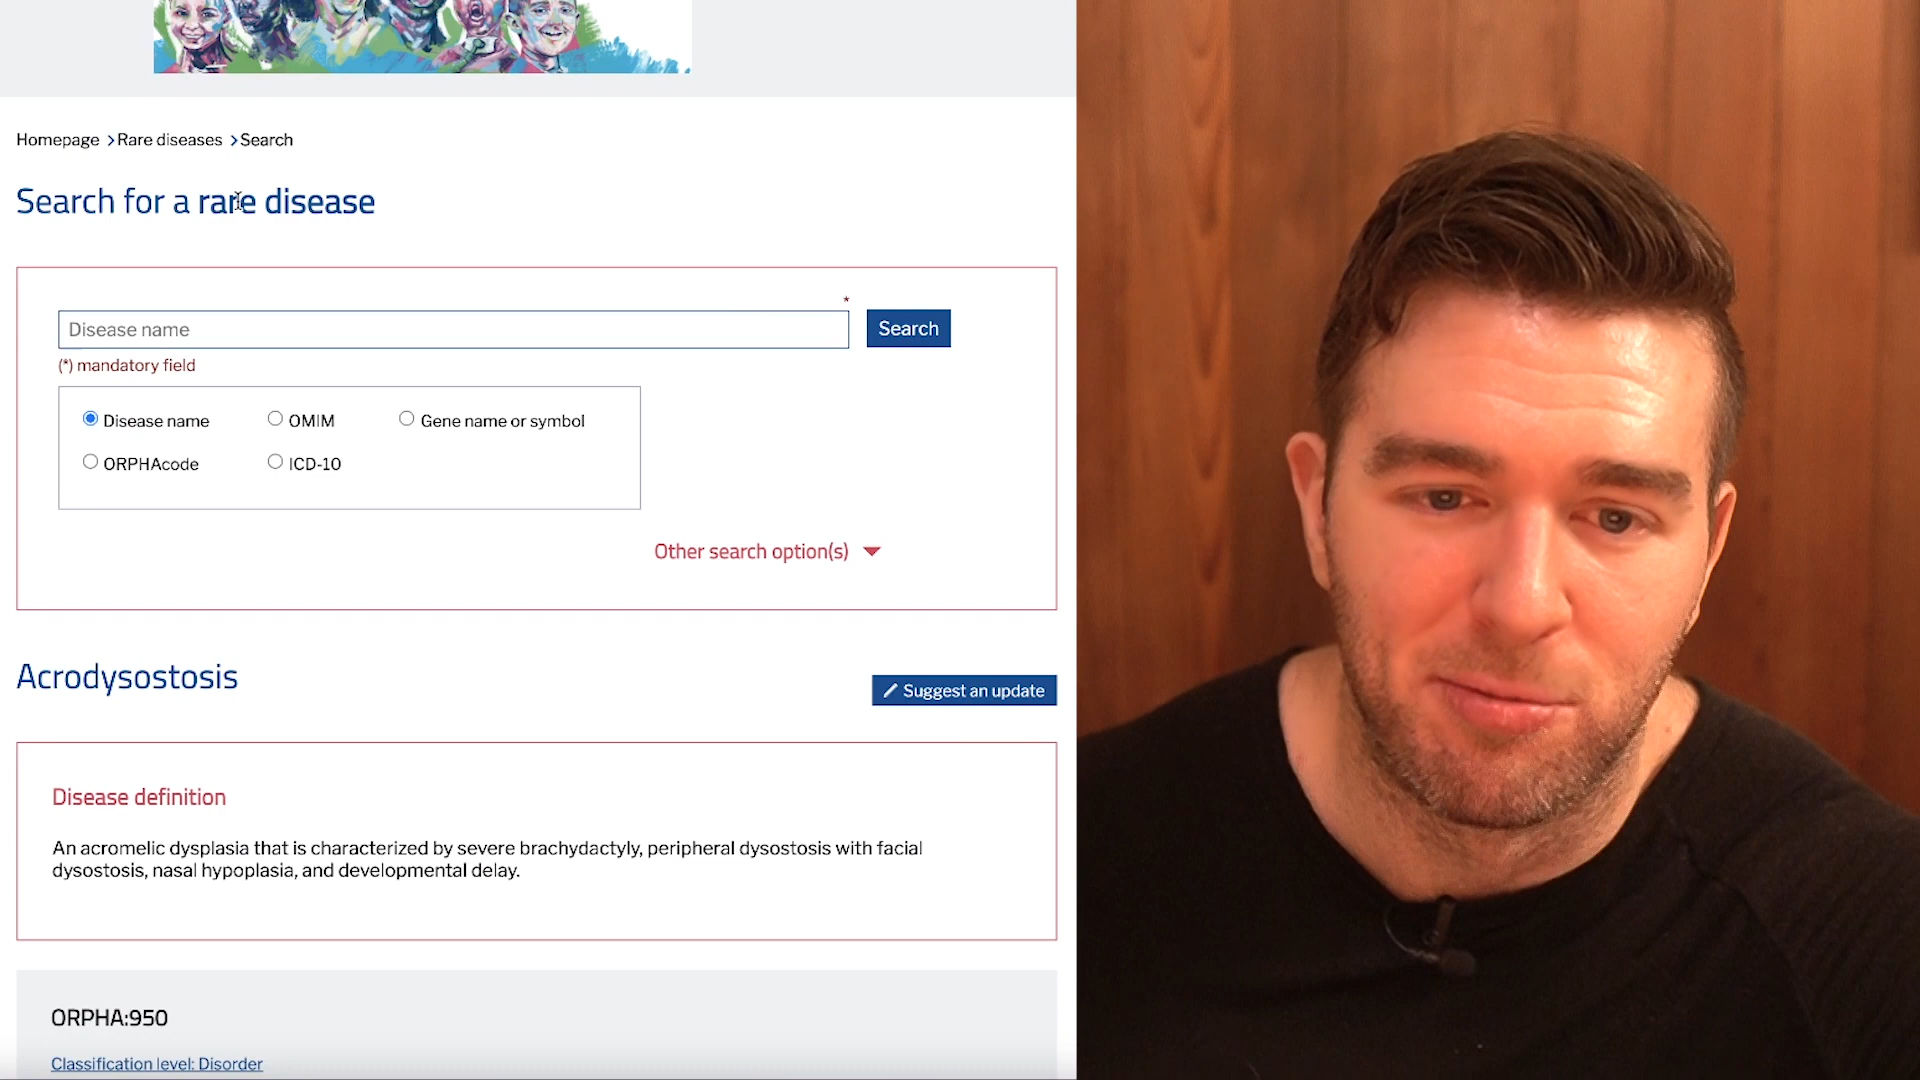 Homepage >Rare diseases >Search
Search for a rare disease
*
Disease name
Search
(*) mandatory field
Disease name
OMIM
Gene name or symbol
ORPHAcode
ICD-10
Other search option(s)
Acrodysostosis
Suggest an update
Disease definition
An acromelic dysplasia that is characterized by severe brachydactyly, peripheral dysostosis with facial
dysostosis, nasal hypoplasia, and developmental delay.
ORPHA:950
Classification level: Disorder